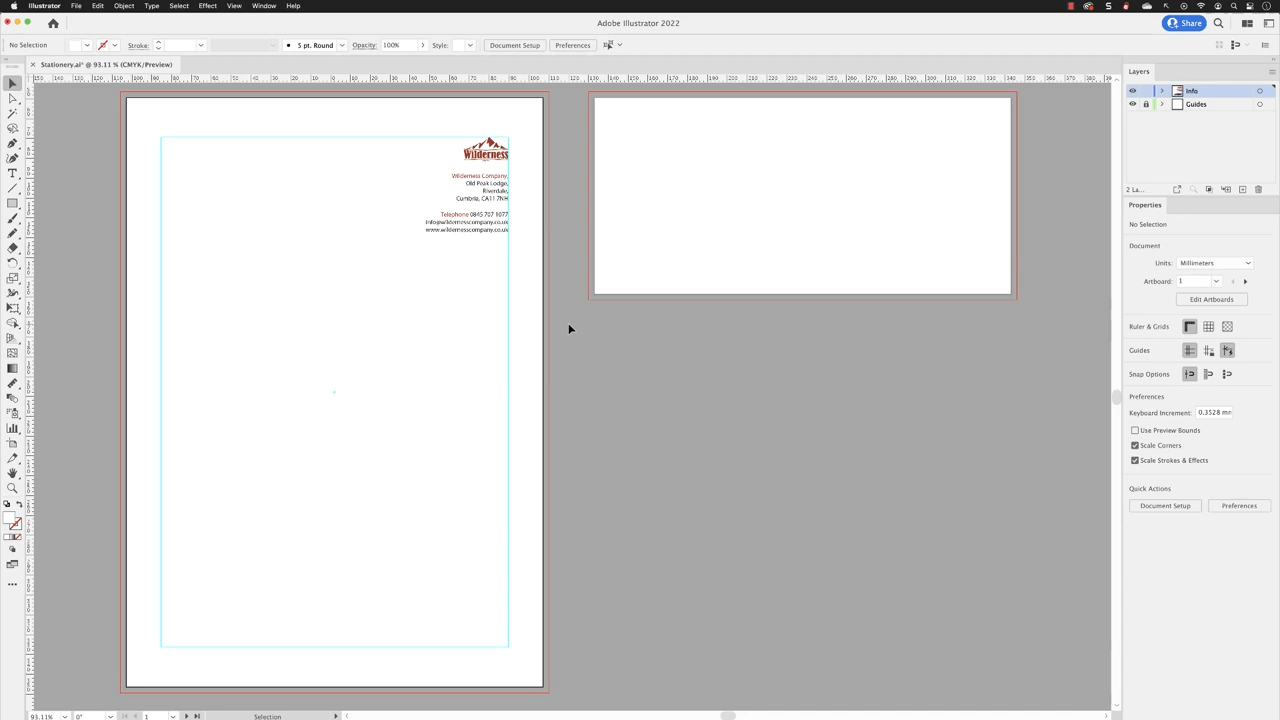 Illustrator File Edit Object Type Select Effect View Window Help
Adobe Illustrator 2022
Share
No Selection
Stroke:
5 pt. Round
Opacity: 100%
Style:
Document Setup
Preferences
Stationery.ai* @ 93.11 % (CMYK/Preview)
Wilderness
Wilderness Company,
Old Peak Lodge,
Riverdale,
Cumbria, CA11 7NH
Telephone 0845 707 1077
info@wildernesscompany.co.uk
www.wildernesscompany.co.uk
Layers
Info
Guides
2 La...
Properties
No Selection
Document
Units: Millimeters
Artboard: 1
Edit Artboards
Ruler & Grids
Guides
Snap Options
Preferences
Keyboard Increment: 0.3528 mm
Use Preview Bounds
Scale Corners
Scale Strokes & Effects
Quick Actions
Document Setup
Preferences
93.11%
0°
1
Selection